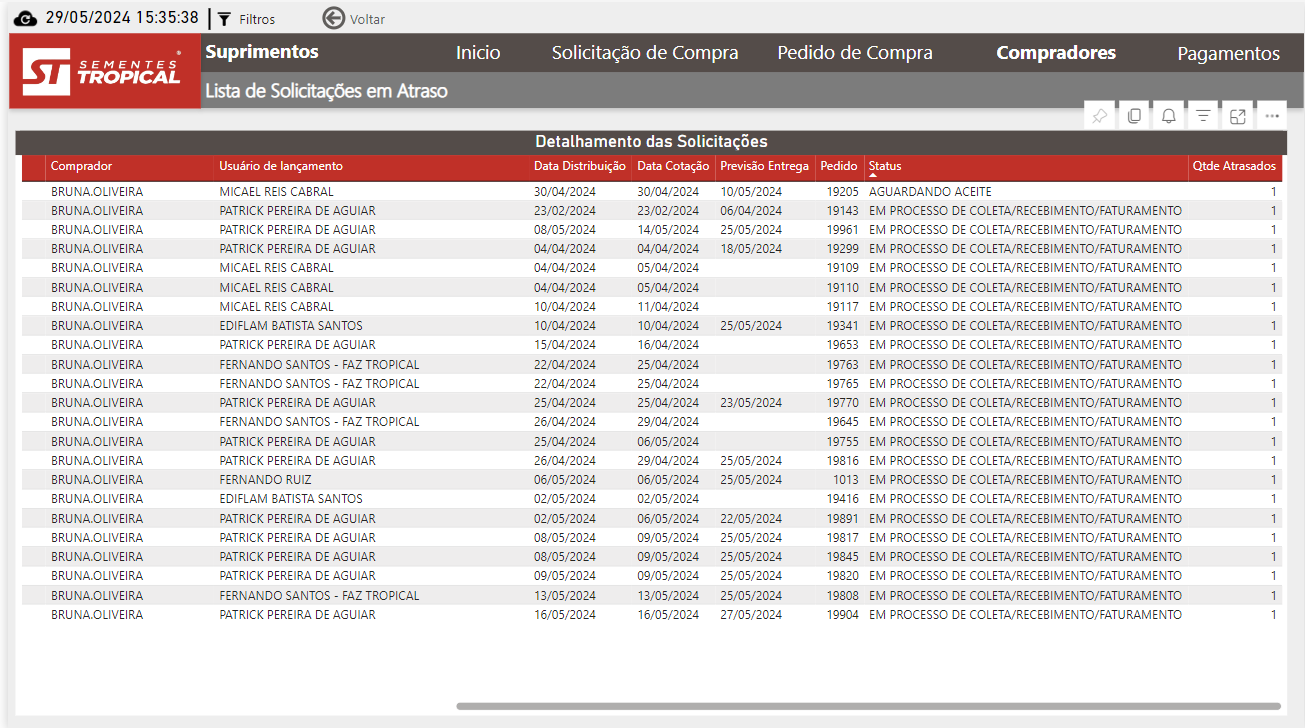 29/05/2024 15:35:38 Filtros Voltar
ST SEMENTES TROPICAL ®
Suprimentos Inicio Solicitação de Compra Pedido de Compra Compradores Pagamentos
Lista de Solicitações em Atraso
Detalhamento das Solicitações
Comprador Usuário de lançamento Data Distribuição Data Cotação Previsão Entrega Pedido Status Qtde Atrasados
BRUNA.OLIVEIRA MICAEL REIS CABRAL 30/04/2024 30/04/2024 10/05/2024 19205 AGUARDANDO ACEITE 1
BRUNA.OLIVEIRA PATRICK PEREIRA DE AGUIAR 23/02/2024 23/02/2024 06/04/2024 19143 EM PROCESSO DE COLETA/RECEBIMENTO/FATURAMENTO 1
BRUNA.OLIVEIRA PATRICK PEREIRA DE AGUIAR 08/05/2024 14/05/2024 25/05/2024 19961 EM PROCESSO DE COLETA/RECEBIMENTO/FATURAMENTO 1
BRUNA.OLIVEIRA PATRICK PEREIRA DE AGUIAR 04/04/2024 04/04/2024 18/05/2024 19299 EM PROCESSO DE COLETA/RECEBIMENTO/FATURAMENTO 1
BRUNA.OLIVEIRA MICAEL REIS CABRAL 04/04/2024 05/04/2024 19109 EM PROCESSO DE COLETA/RECEBIMENTO/FATURAMENTO 1
BRUNA.OLIVEIRA MICAEL REIS CABRAL 04/04/2024 05/04/2024 19110 EM PROCESSO DE COLETA/RECEBIMENTO/FATURAMENTO 1
BRUNA.OLIVEIRA MICAEL REIS CABRAL 10/04/2024 11/04/2024 19117 EM PROCESSO DE COLETA/RECEBIMENTO/FATURAMENTO 1
BRUNA.OLIVEIRA EDIFLAM BATISTA SANTOS 10/04/2024 10/04/2024 25/05/2024 19341 EM PROCESSO DE COLETA/RECEBIMENTO/FATURAMENTO 1
BRUNA.OLIVEIRA PATRICK PEREIRA DE AGUIAR 15/04/2024 16/04/2024 19653 EM PROCESSO DE COLETA/RECEBIMENTO/FATURAMENTO 1
BRUNA.OLIVEIRA FERNANDO SANTOS - FAZ TROPICAL 22/04/2024 25/04/2024 19763 EM PROCESSO DE COLETA/RECEBIMENTO/FATURAMENTO 1
BRUNA.OLIVEIRA FERNANDO SANTOS - FAZ TROPICAL 22/04/2024 25/04/2024 19765 EM PROCESSO DE COLETA/RECEBIMENTO/FATURAMENTO 1
BRUNA.OLIVEIRA PATRICK PEREIRA DE AGUIAR 25/04/2024 25/04/2024 23/05/2024 19770 EM PROCESSO DE COLETA/RECEBIMENTO/FATURAMENTO 1
BRUNA.OLIVEIRA FERNANDO SANTOS - FAZ TROPICAL 26/04/2024 29/04/2024 19645 EM PROCESSO DE COLETA/RECEBIMENTO/FATURAMENTO 1
BRUNA.OLIVEIRA PATRICK PEREIRA DE AGUIAR 25/04/2024 06/05/2024 19755 EM PROCESSO DE COLETA/RECEBIMENTO/FATURAMENTO 1
BRUNA.OLIVEIRA PATRICK PEREIRA DE AGUIAR 26/04/2024 29/04/2024 25/05/2024 19816 EM PROCESSO DE COLETA/RECEBIMENTO/FATURAMENTO 1
BRUNA.OLIVEIRA FERNANDO RUIZ 06/05/2024 06/05/2024 25/05/2024 1013 EM PROCESSO DE COLETA/RECEBIMENTO/FATURAMENTO 1
BRUNA.OLIVEIRA EDIFLAM BATISTA SANTOS 02/05/2024 02/05/2024 19416 EM PROCESSO DE COLETA/RECEBIMENTO/FATURAMENTO 1
BRUNA.OLIVEIRA PATRICK PEREIRA DE AGUIAR 02/05/2024 06/05/2024 22/05/2024 19891 EM PROCESSO DE COLETA/RECEBIMENTO/FATURAMENTO 1
BRUNA.OLIVEIRA PATRICK PEREIRA DE AGUIAR 08/05/2024 09/05/2024 25/05/2024 19817 EM PROCESSO DE COLETA/RECEBIMENTO/FATURAMENTO 1
BRUNA.OLIVEIRA PATRICK PEREIRA DE AGUIAR 08/05/2024 09/05/2024 25/05/2024 19845 EM PROCESSO DE COLETA/RECEBIMENTO/FATURAMENTO 1
BRUNA.OLIVEIRA PATRICK PEREIRA DE AGUIAR 09/05/2024 09/05/2024 25/05/2024 19820 EM PROCESSO DE COLETA/RECEBIMENTO/FATURAMENTO 1
BRUNA.OLIVEIRA FERNANDO SANTOS - FAZ TROPICAL 13/05/2024 13/05/2024 25/05/2024 19808 EM PROCESSO DE COLETA/RECEBIMENTO/FATURAMENTO 1
BRUNA.OLIVEIRA PATRICK PEREIRA DE AGUIAR 16/05/2024 16/05/2024 27/05/2024 19904 EM PROCESSO DE COLETA/RECEBIMENTO/FATURAMENTO 1